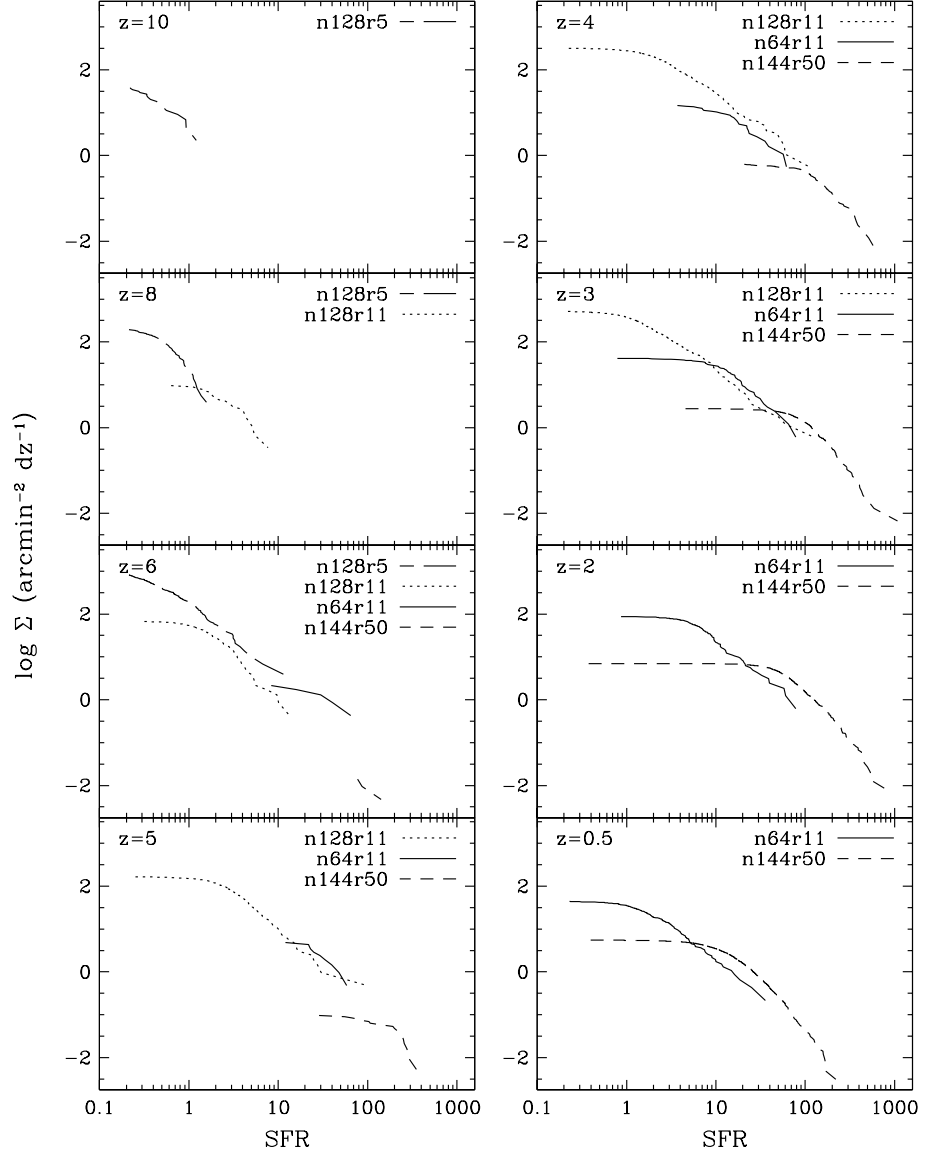 z=10
n128r5
2
0
−2
z=8
n128r5
n128r11
2
0
−2
z=6
n128r5
n128r11
n64r11
n144r50
2
0
−2
z=5
n128r11
n64r11
n144r50
2
0
−2
0.1 1 10 100 1000
SFR
log Σ (arcmin⁻² dz⁻¹)
z=4
n128r11
n64r11
n144r50
2
0
−2
z=3
n128r11
n64r11
n144r50
2
0
−2
z=2
n64r11
n144r50
2
0
−2
z=0.5
n64r11
n144r50
2
0
−2
0.1 1 10 100 1000
SFR